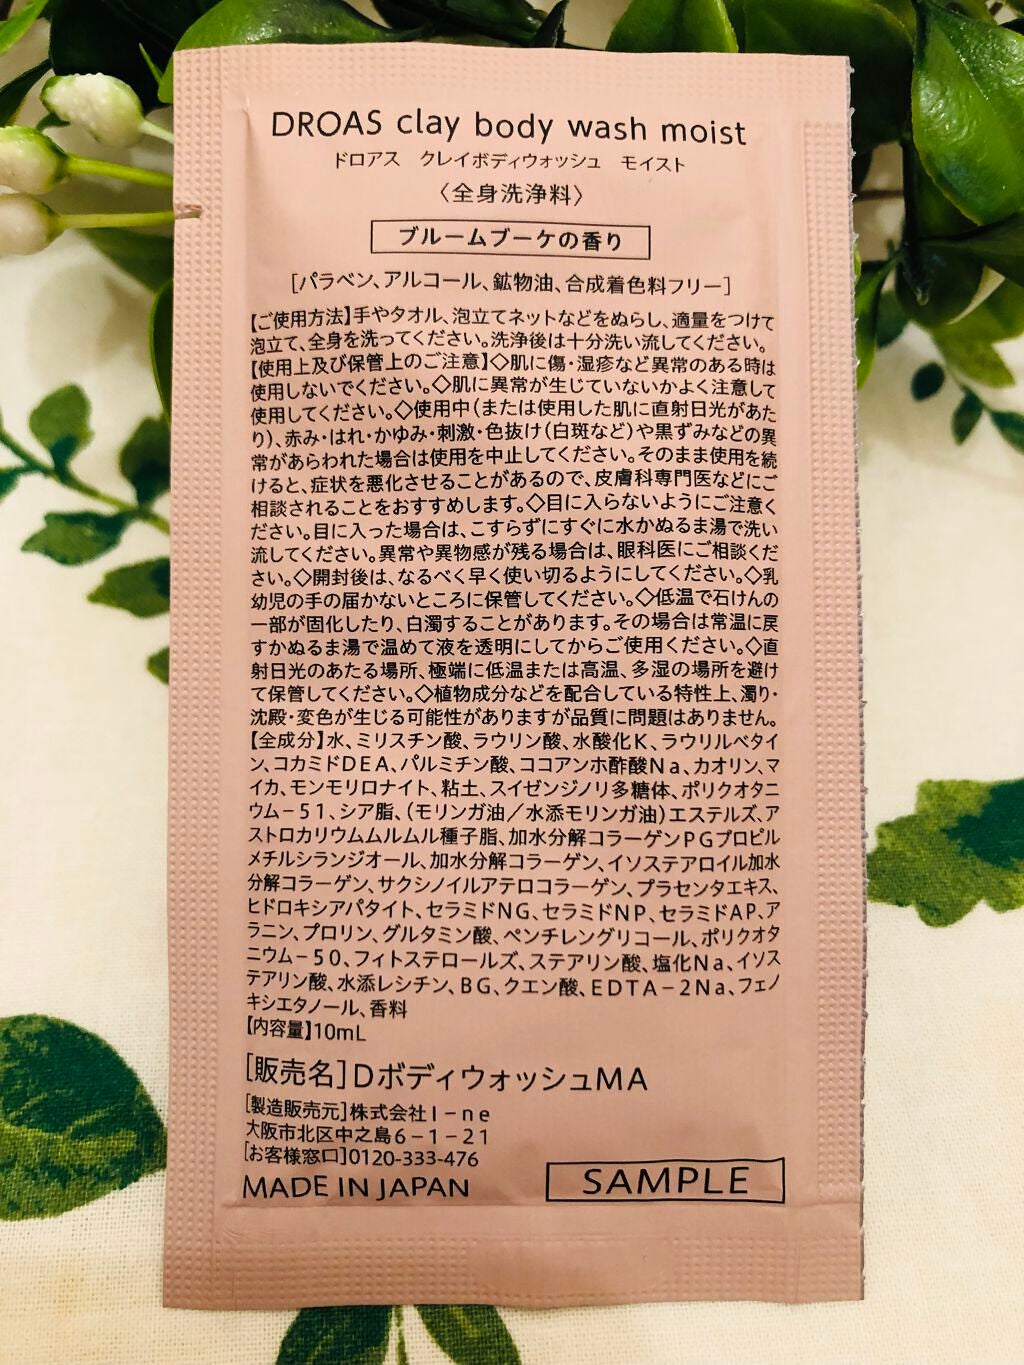 DROAS clay body wash moist
ドロアス クレイボディウォッシュ モイスト
〈全身洗浄料〉
ブルームブーケの香り
[パラベン、アルコール、鉱物油、合成着色料フリー]
【ご使用方法】手やタオル、泡立てネットなどをぬらし、適量をつけて
泡立て、全身を洗ってください。洗浄後は十分洗い流してください。
【使用上及び保管上のご注意】◇肌に傷・湿疹など異常のある時は
使用しないでください。◇肌に異常が生じていないかよく注意して
使用してください。◇使用中(または使用した肌に直射日光があた
り)、赤み・はれ・かゆみ・刺激・色抜け(白斑など)や黒ずみなどの異
常があらわれた場合は使用を中止してください。そのまま使用を続
けると、症状を悪化させることがあるので、皮膚科専門医などにご
相談されることをおすすめします。◇目に入らないようにご注意く
ださい。目に入った場合は、こすらずにすぐに水かぬるま湯で洗い
流してください。異常や異物感が残る場合は、眼科医にご相談くだ
さい。◇開封後は、なるべく早く使い切るようにしてください。◇乳
幼児の手の届かないところに保管してください。◇低温で石けんの
一部が固化したり、白濁することがあります。その場合は常温に戻
すかぬるま湯で温めて液を透明にしてからご使用ください。◇直
射日光のあたる場所、極端に低温または高温、多湿の場所を避け
て保管してください。◇植物成分などを配合している特性上、濁り・
沈殿・変色が生じる可能性がありますが品質に問題はありません。
【全成分】水、ミリスチン酸、ラウリン酸、水酸化K、ラウリルベタイ
ン、コカミドDEA、パルミチン酸、ココアンホ酢酸Na、カオリン、マ
イカ、モンモリロナイト、粘土、スイゼンジノリ多糖体、ポリクオタニ
ウム－51、シア脂、(モリンガ油／水添モリンガ油)エステルズ、ア
ストロカリウムムルムル種子脂、加水分解コラーゲンPGプロピル
メチルシランジオール、加水分解コラーゲン、イソステアロイル加水
分解コラーゲン、サクシノイルアテロコラーゲン、プラセンタエキス、
ヒドロキシアパタイト、セラミドNG、セラミドNP、セラミドAP、ア
ラニン、プロリン、グルタミン酸、ペンチレングリコール、ポリクオタ
ニウム－50、フィトステロールズ、ステアリン酸、塩化Na、イソス
テアリン酸、水添レシチン、BG、クエン酸、EDTA－2Na、フェノ
キシエタノール、香料
【内容量】10mL
[販売名]DボディウォッシュMA
[製造販売元]株式会社I－ne
大阪市北区中之島6－1－21
[お客様窓口]0120-333-476
MADE IN JAPAN
SAMPLE